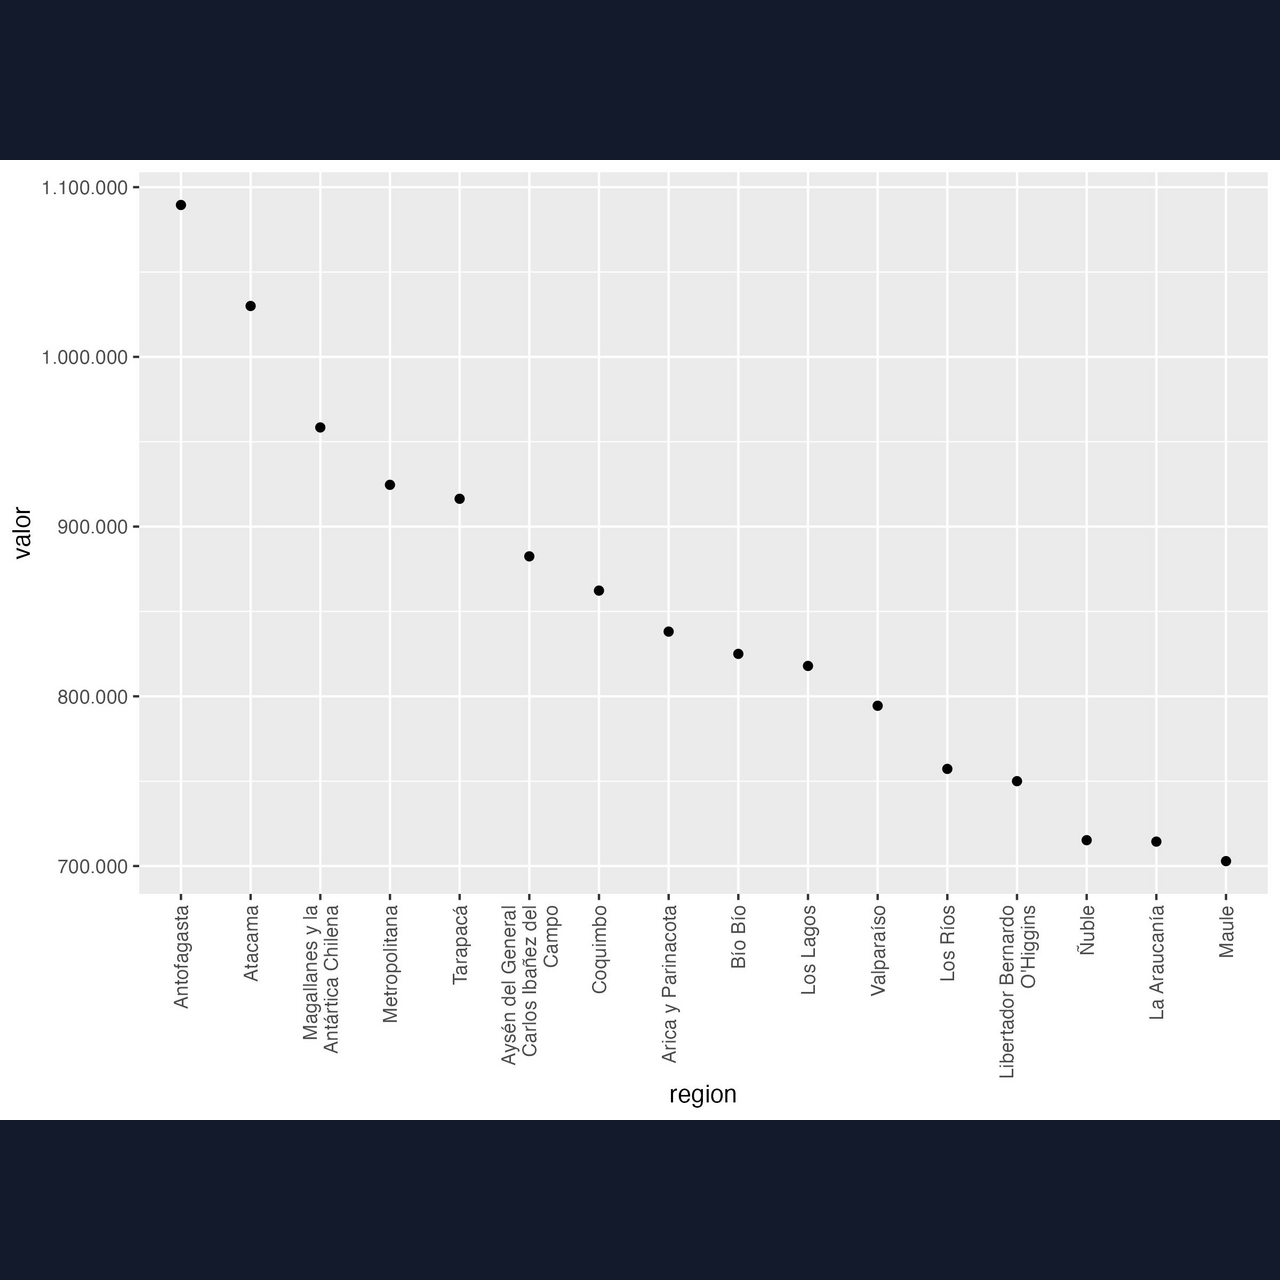 1.100.000
1.000.000
900.000
800.000
700.000
valor
Antofagasta
Atacama
Magallanes y la
Antártica Chilena
Metropolitana
Tarapacá
Aysén del General
Carlos Ibañez del
Campo
Coquimbo
Arica y Parinacota
Bío Bío
Los Lagos
Valparaíso
Los Ríos
Libertador Bernardo
O'Higgins
Ñuble
La Araucanía
Maule
region